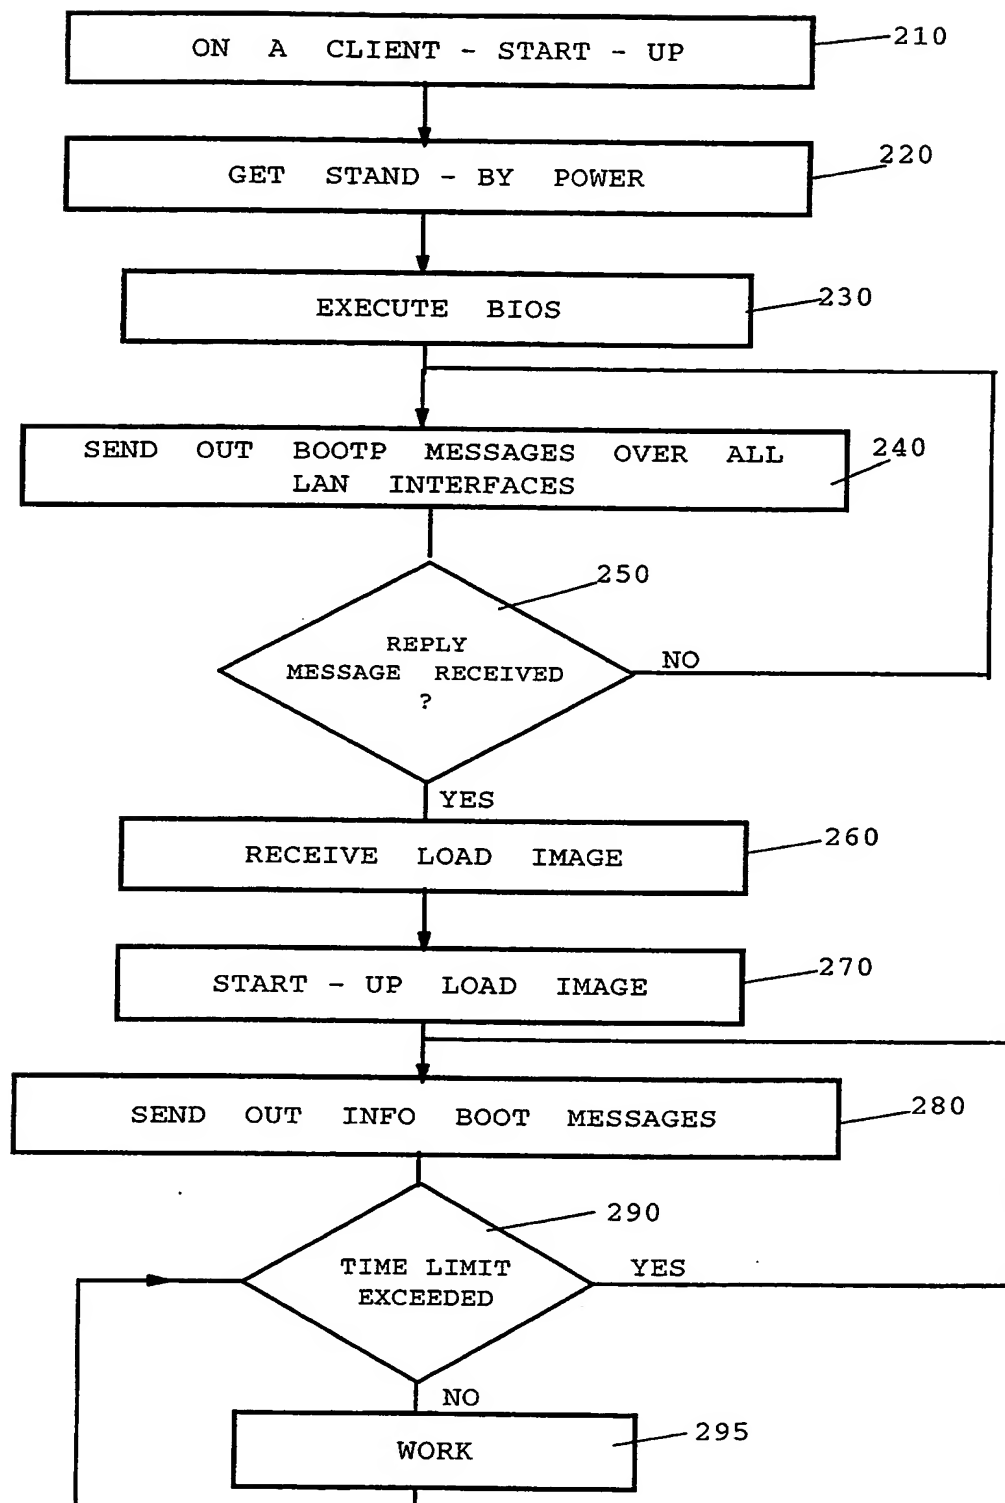 ON A CLIENT - START - UP
210
GET STAND - BY POWER
220
EXECUTE BIOS
230
SEND OUT BOOTP MESSAGES OVER ALL
LAN INTERFACES
240
250
REPLY
MESSAGE RECEIVED
?
NO
YES
RECEIVE LOAD IMAGE
260
START - UP LOAD IMAGE
270
SEND OUT INFO BOOT MESSAGES
280
290
TIME LIMIT
EXCEEDED
YES
NO
WORK
295